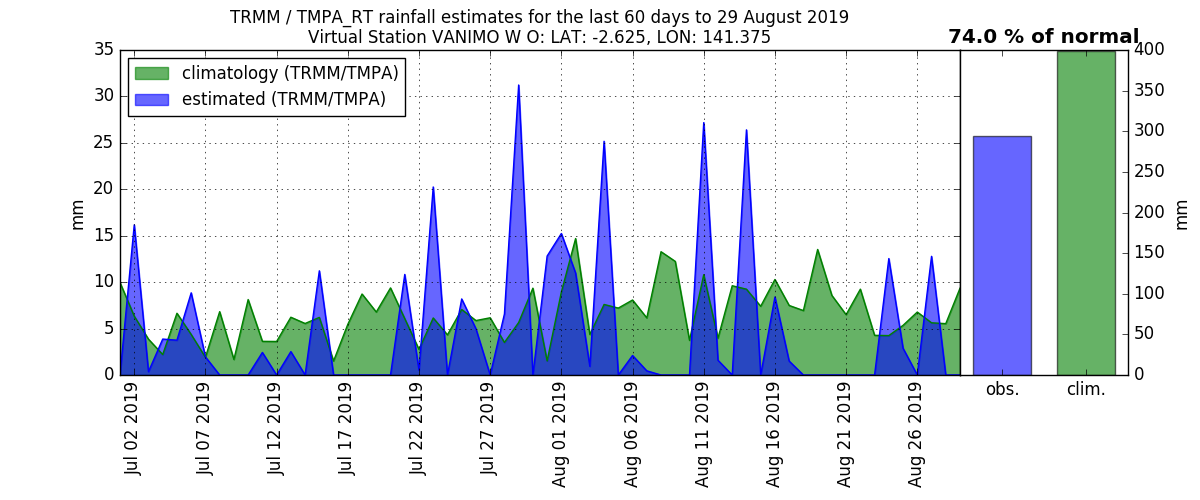 TRMM / TMPA_RT rainfall estimates for the last 60 days to 29 August 2019
Virtual Station VANIMO W O: LAT: -2.625, LON: 141.375
74.0 % of normal
climatology (TRMM/TMPA)
estimated (TRMM/TMPA)
mm
35
30
25
20
15
10
5
0
Jul 02 2019
Jul 07 2019
Jul 12 2019
Jul 17 2019
Jul 22 2019
Jul 27 2019
Aug 01 2019
Aug 06 2019
Aug 11 2019
Aug 16 2019
Aug 21 2019
Aug 26 2019
400
350
300
250
200
150
100
50
0
mm
obs.
clim.